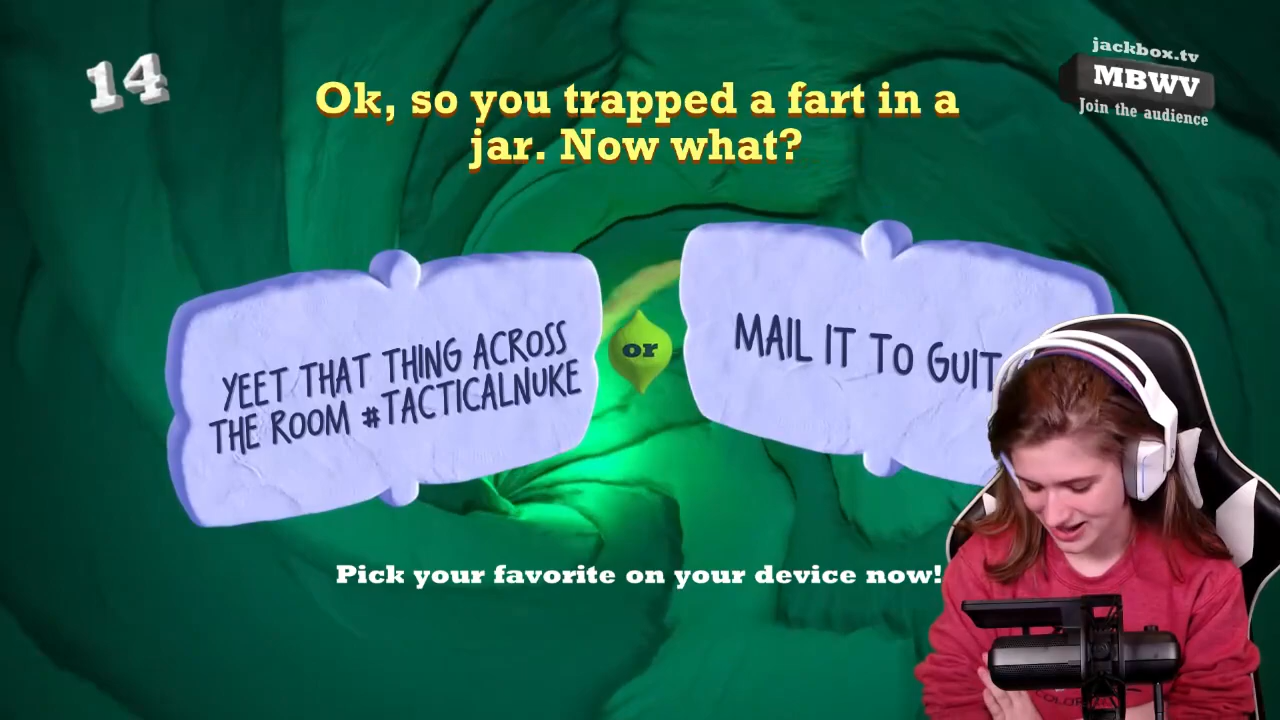 14
jackbox.tv
MBWV
Join the audience
Ok, so you trapped a fart in a
jar. Now what?
YEET THAT THING ACROSS
THE ROOM #TACTICALNUKE
or
MAIL IT TO
Pick your favorite on your device now!